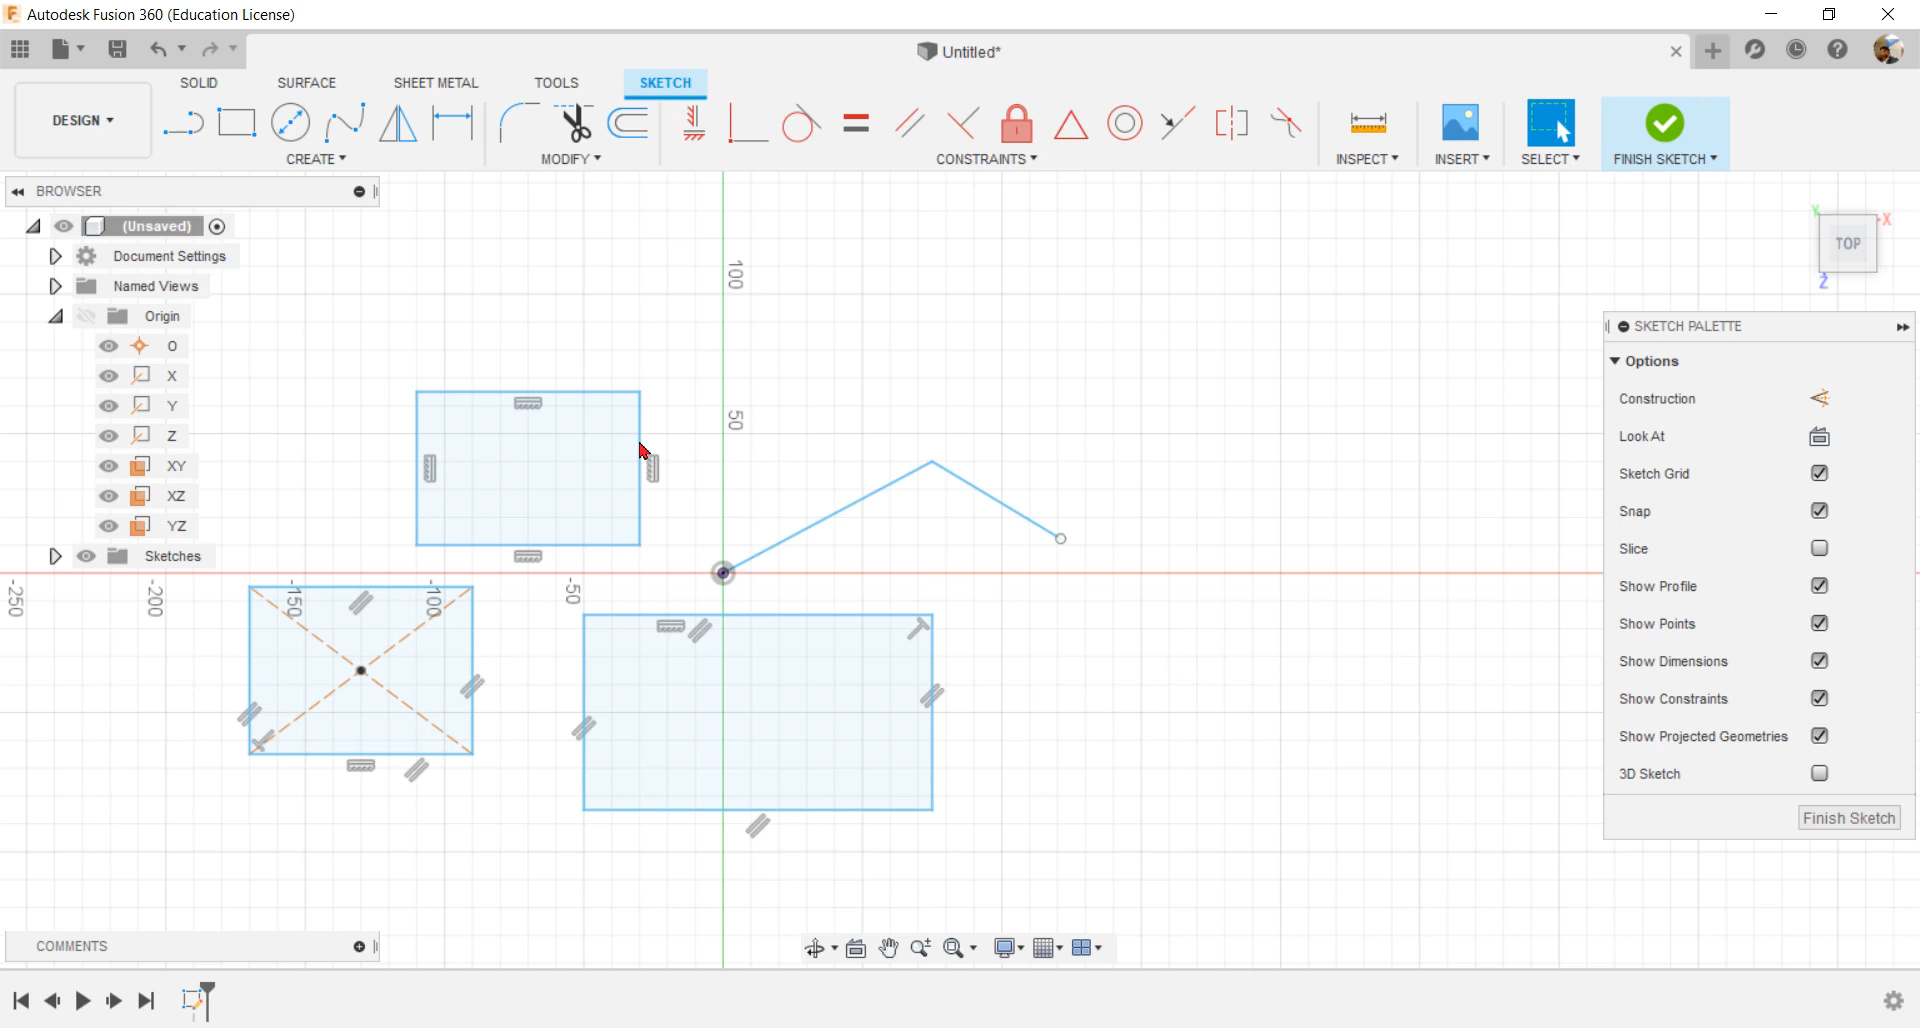 Autodesk Fusion 360 (Education License)
Untitled*
SOLID SURFACE SHEET METAL TOOLS SKETCH
DESIGN
CREATE MODIFY CONSTRAINTS INSPECT INSERT SELECT FINISH SKETCH
BROWSER
(Unsaved)
Document Settings
Named Views
Origin
O
X
Y
Z
XY
XZ
YZ
Sketches
100
50
-250
-200
-150
-100
-50
Y
X
TOP
Z
SKETCH PALETTE
Options
Construction
Look At
Sketch Grid
Snap
Slice
Show Profile
Show Points
Show Dimensions
Show Constraints
Show Projected Geometries
3D Sketch
Finish Sketch
COMMENTS